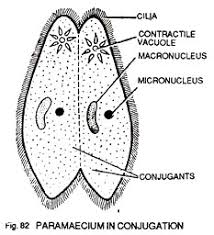 CILIA
CONTRACTILE
VACUOLE
MACRONUCLEUS
MICRONUCLEUS
CONJUGANTS
Fig. 82 PARAMAECIUM IN CONJUGATION